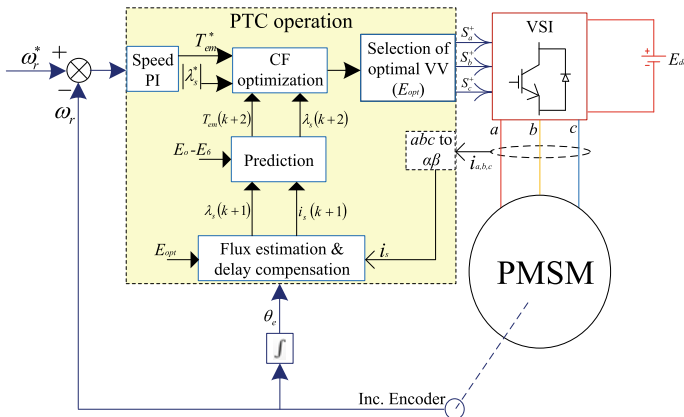 PTC operation
ω*r
+
−
ωr
Speed
PI
T*em
|λ*s|
CF
optimization
Selection of
optimal VV
(Eopt)
S+a
S+b
S+c
VSI
+
−
a
b
c
Tem(k+2)
λs(k+2)
Eo-E6
Prediction
abc to
αβ
ia,b,c
λs(k+1)
is(k+1)
Eopt
Flux estimation &
delay compensation
is
PMSM
θe
∫
Inc. Encoder